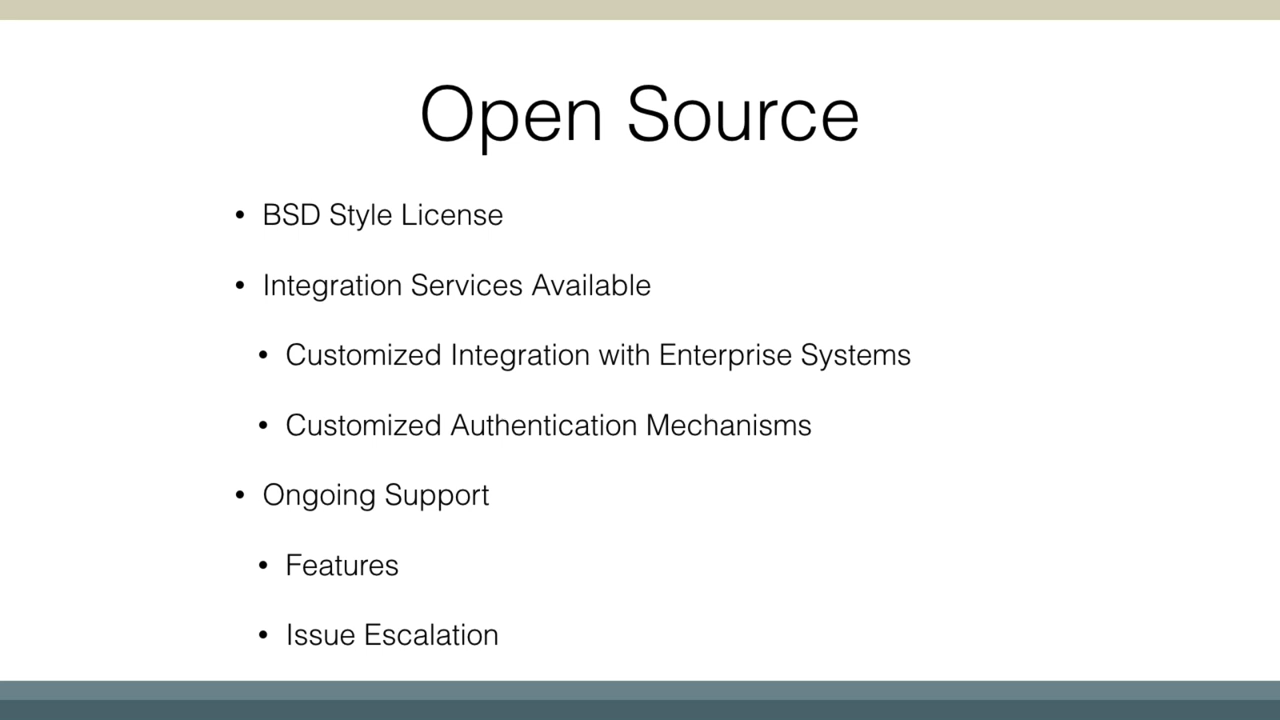 Open Source
• BSD Style License
• Integration Services Available
• Customized Integration with Enterprise Systems
• Customized Authentication Mechanisms
• Ongoing Support
• Features
• Issue Escalation